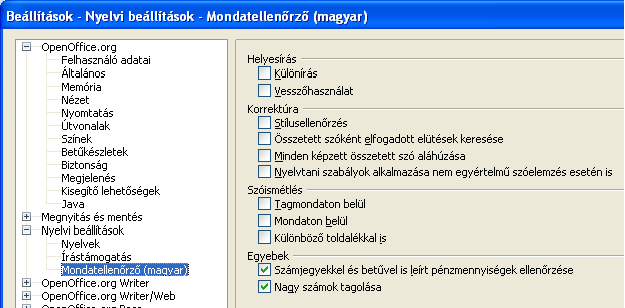 Beállítások - Nyelvi beállítások - Mondatellenőrző (magyar)
OpenOffice.org
Felhasználó adatai
Általános
Memória
Nézet
Nyomtatás
Útvonalak
Színek
Betűkészletek
Biztonság
Megjelenés
Kisegítő lehetőségek
Java
Megnyitás és mentés
Nyelvi beállítások
Nyelvek
Írástámogatás
Mondatellenőrző (magyar)
OpenOffice.org Writer
OpenOffice.org Writer/Web
Helyesírás
Különírás
Vesszőhasználat
Korrektúra
Stílusellenőrzés
Összetett szóként elfogadott elütések keresése
Minden képzett összetett szó aláhúzása
Nyelvtani szabályok alkalmazása nem egyértelmű szóelemzés esetén is
Szóismétlés
Tagmondaton belül
Mondaton belül
Különböző toldalékkal is
Egyebek
Számjegyekkel és betűvel is leírt pénzmennyiségek ellenőrzése
Nagy számok tagolása